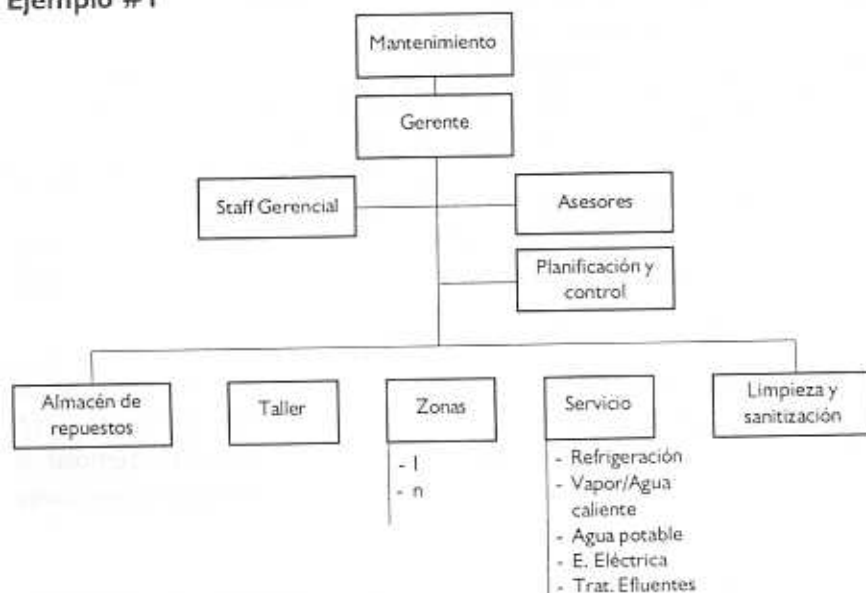 Ejemplo #1
Mantenimiento
Gerente
Staff Gerencial
Asesores
Planificación y
control
Almacén de
repuestos
Taller
Zonas
- 1
- n
Servicio
- Refrigeración
- Vapor/Agua
caliente
- Agua potable
- E. Eléctrica
- Trat. Efluentes
Limpieza y
sanitización